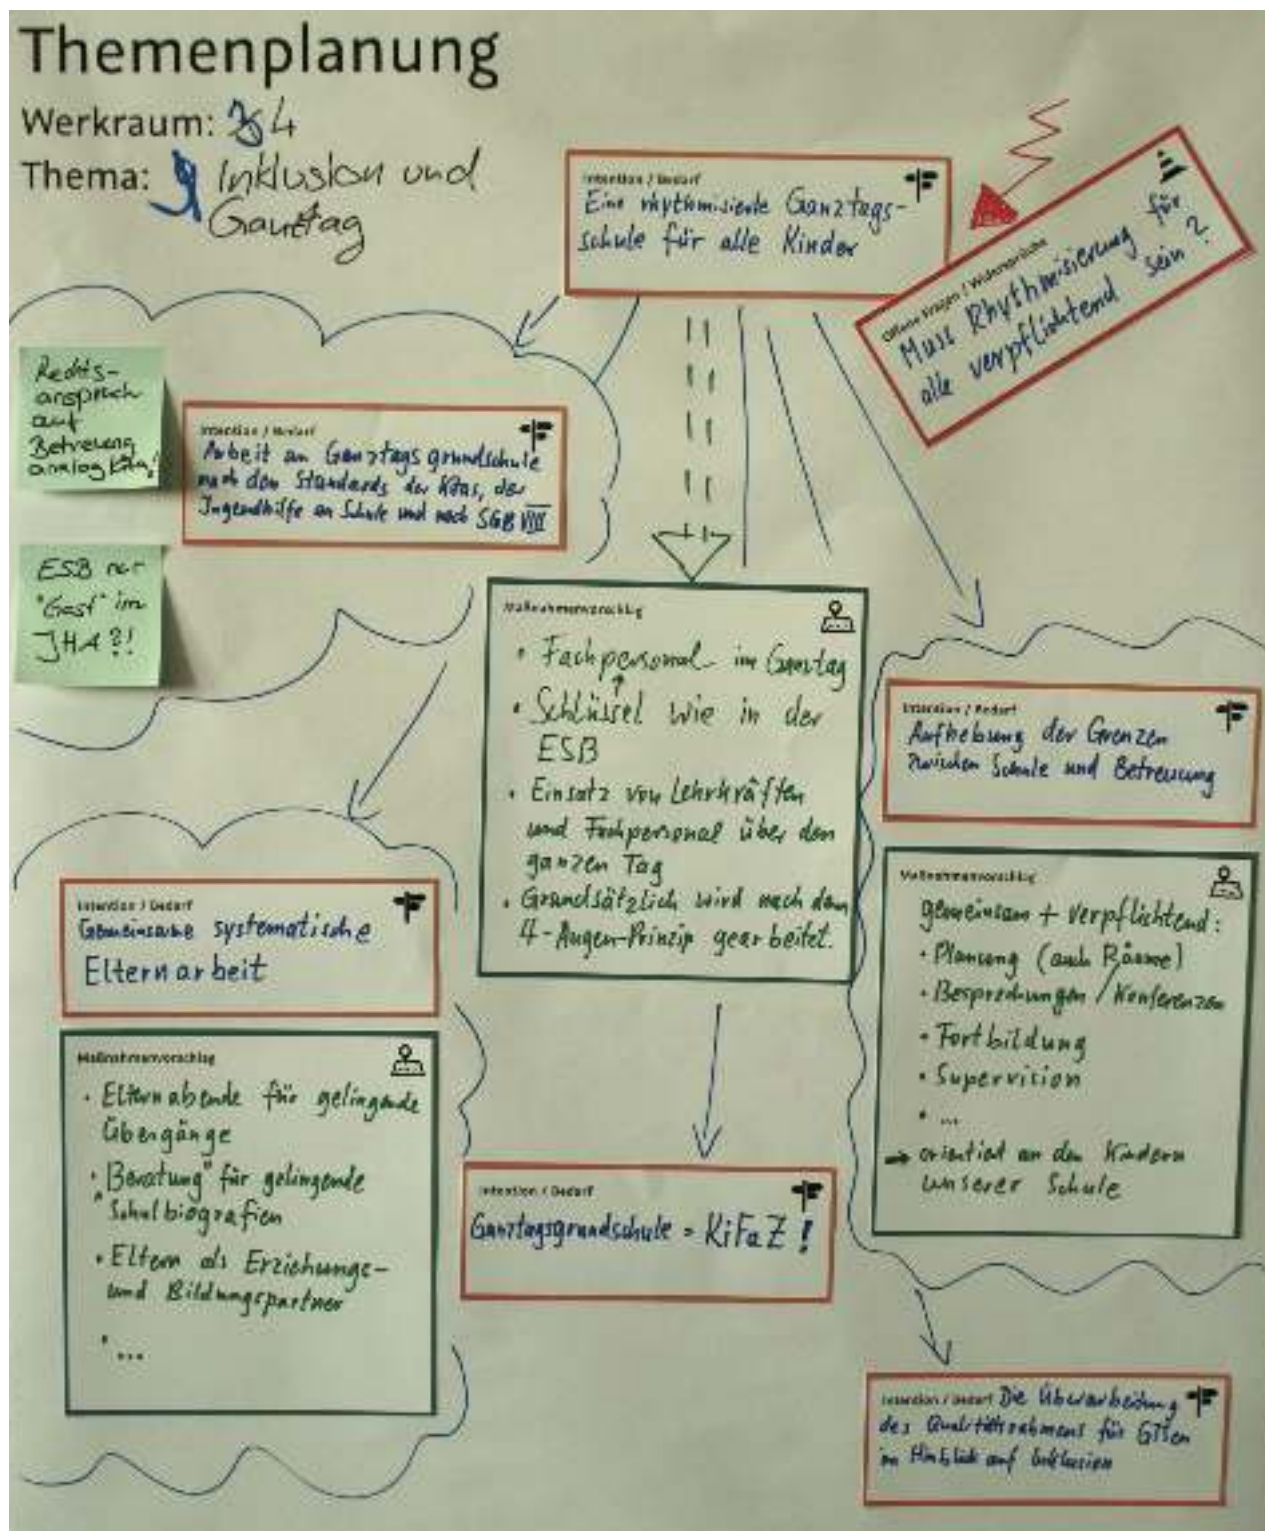 Themenplanung
Werkraum: 4
Thema: Inklusion und
Ganztag
Intention / Bedarf
Eine rhythmisierte Ganztags-
schule für alle Kinder
Offene Fragen / Widersprüche
Muss Rhythmisierung für
alle verpflichtend sein?
Rechts-
anspruch
auf
Betreuung
analog Kita!
Intention / Bedarf
Arbeit an Ganztagsgrundschule
nach den Standards der Kitas, der
Jugendhilfe an Schule und nach SGB VIII
ESB nur
"Gast" im
JHA?!
Maßnahmenvorschlag
• Fachpersonal im Ganztag
↑
• Schlüssel wie in der
ESB
• Einsatz von Lehrkräften
und Fachpersonal über den
ganzen Tag
• Grundsätzlich wird nach dem
4-Augen-Prinzip gearbeitet.
Intention / Bedarf
Aufhebung der Grenzen
zwischen Schule und Betreuung
Maßnahmenvorschlag
gemeinsam + verpflichtend:
• Planung (auch Räume)
• Besprechungen / Konferenzen
• Fortbildung
• Supervision
• ...
→ orientiert an den Kindern
unserer Schule
Intention / Bedarf
Gemeinsame systematische
Elternarbeit
Maßnahmenvorschlag
• Elternabende für gelingende
Übergänge
• "Beratung" für gelingende
Schulbiografien
• Eltern als Erziehungs-
und Bildungspartner
• ...
Intention / Bedarf
Ganztagsgrundschule = KiFaZ!
Intention / Bedarf Die Überarbeitung
des Qualitätsrahmens für GTSen
im Hinblick auf Inklusion